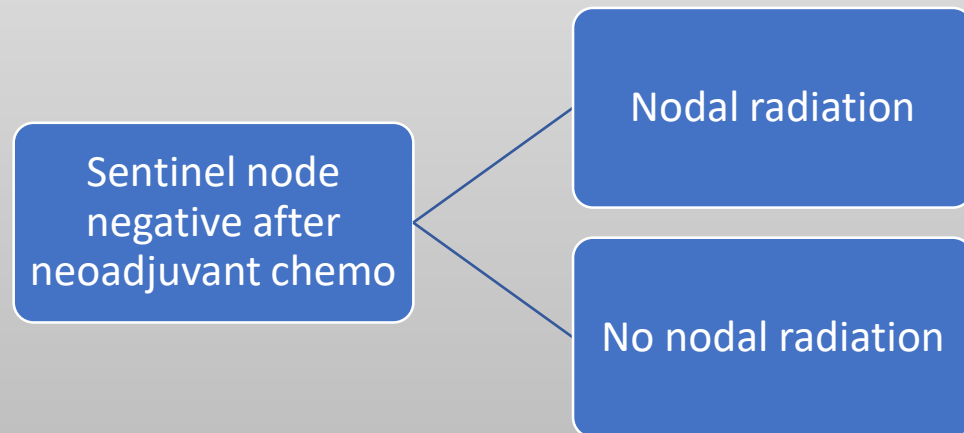 Sentinel node
negative after
neoadjuvant chemo
Nodal radiation
No nodal radiation